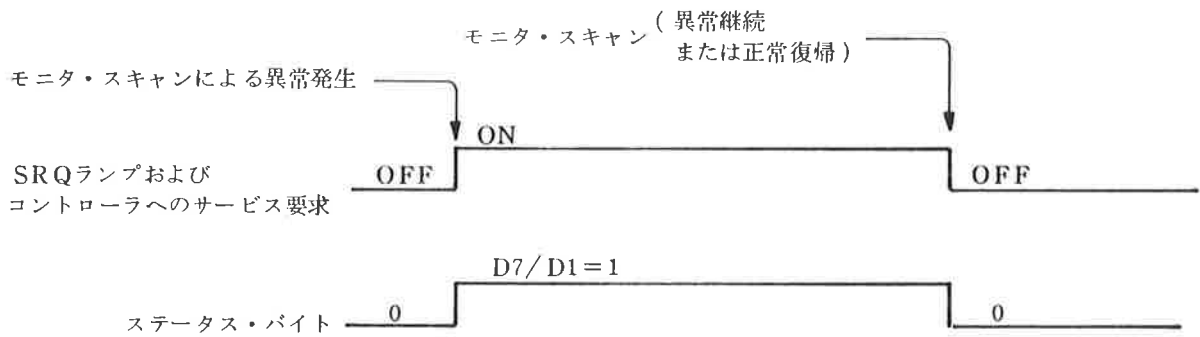 モニタ・スキャン(異常継続
または正常復帰)
モニタ・スキャンによる異常発生
ON
SRQランプおよび
コントローラへのサービス要求
OFF
OFF
D7/D1=1
ステータス・バイト
0
0